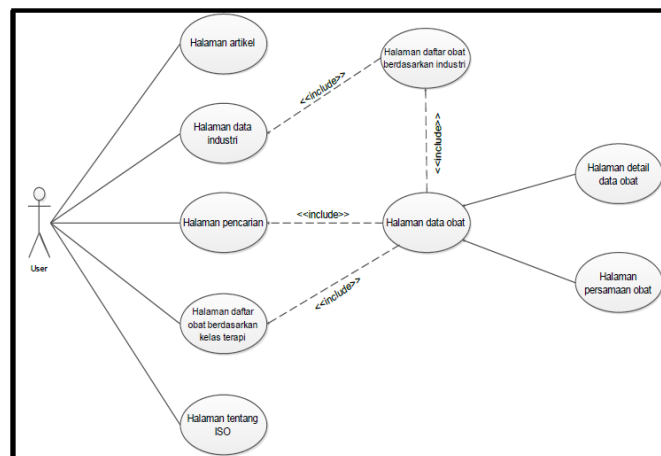 Halaman artikel
Halaman daftar obat
berdasarkan industri
<<include>>
Halaman data
industri
<<include>>
Halaman detail
data obat
User
Halaman pencarian
<<include>>
Halaman data obat
Halaman
persamaan obat
Halaman daftar
obat berdasarkan
kelas terapi
<<include>>
Halaman tentang
ISO